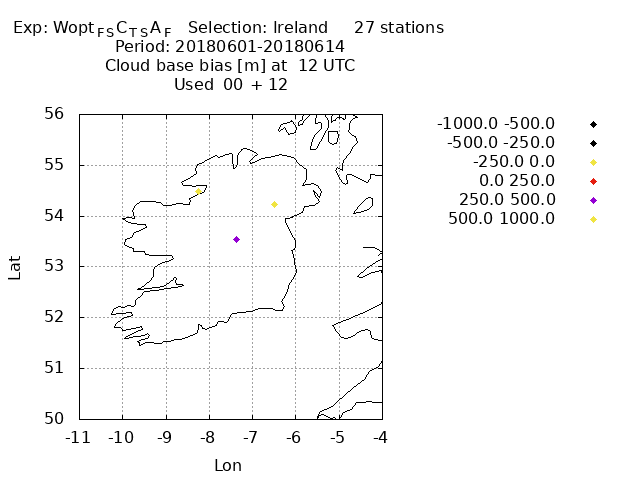 Exp: Wopt FS C TS A F   Selection: Ireland     27 stations
Period: 20180601-20180614
Cloud base bias [m] at  12 UTC
Used  00 + 12
-1000.0 -500.0
-500.0 -250.0
-250.0 0.0
0.0 250.0
250.0 500.0
500.0 1000.0
56
55
54
53
52
51
50
Lat
-11 -10 -9 -8 -7 -6 -5 -4
Lon